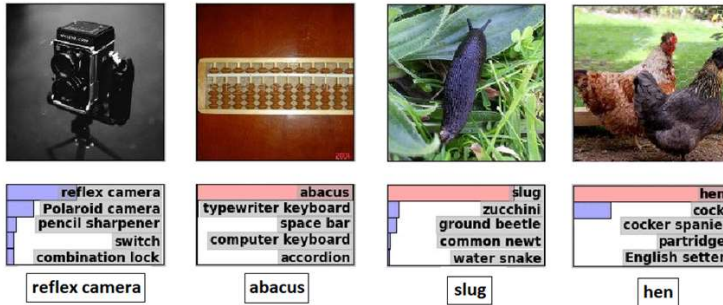 reflex camera
Polaroid camera
pencil sharpener
switch
combination lock
reflex camera
abacus
typewriter keyboard
space bar
computer keyboard
accordion
abacus
slug
zucchini
ground beetle
common newt
water snake
slug
hen
cock
cocker spanie
partridge
English setter
hen